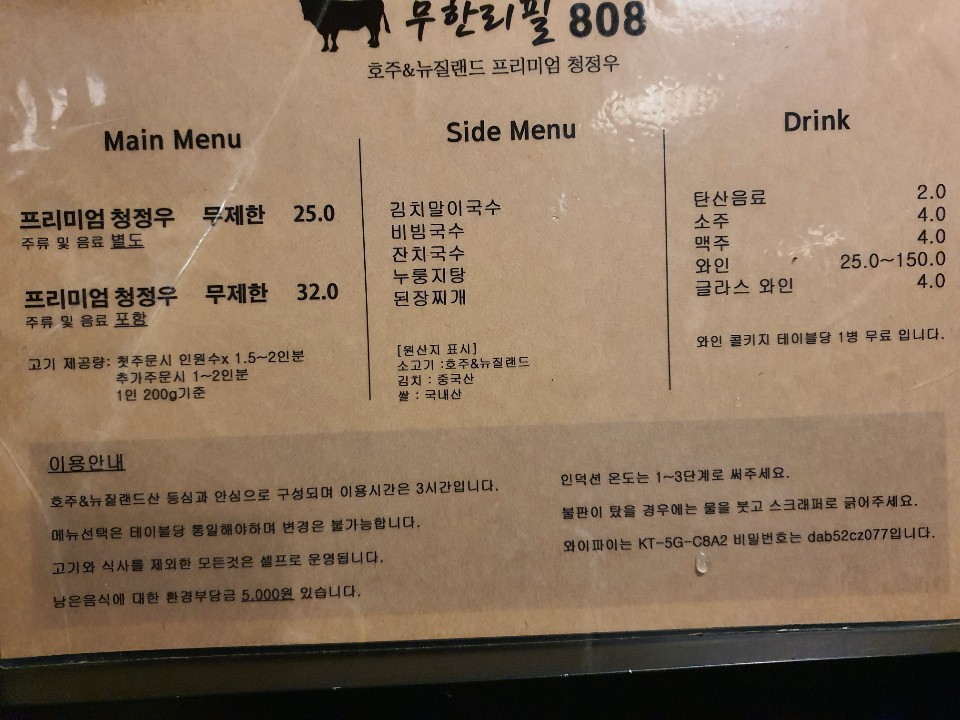 무한리필 808
호주&뉴질랜드 프리미엄 청정우
Main Menu
프리미엄 청정우 무제한 25.0
주류 및 음료 별도
프리미엄 청정우 무제한 32.0
주류 및 음료 포함
고기 제공량: 첫주문시 인원수x 1.5~2인분
추가주문시 1~2인분
1인 200g기준
Side Menu
김치말이국수
비빔국수
잔치국수
누룽지탕
된장찌개
[원산지 표시]
소고기 :호주&뉴질랜드
김치 : 중국산
쌀 : 국내산
Drink
탄산음료 2.0
소주 4.0
맥주 4.0
와인 25.0~150.0
글라스 와인 4.0
와인 콜키지 테이블당 1병 무료 입니다.
이용안내
호주&뉴질랜드산 등심과 안심으로 구성되며 이용시간은 3시간입니다.
메뉴선택은 테이블당 통일해야하며 변경은 불가능합니다.
고기와 식사를 제외한 모든것은 셀프로 운영됩니다.
남은음식에 대한 환경부담금 5,000원 있습니다.
인덕션 온도는 1~3단계로 써주세요.
불판이 탔을 경우에는 물을 붓고 스크래퍼로 긁어주세요.
와이파이는 KT-5G-C8A2 비밀번호는 dab52cz077입니다.